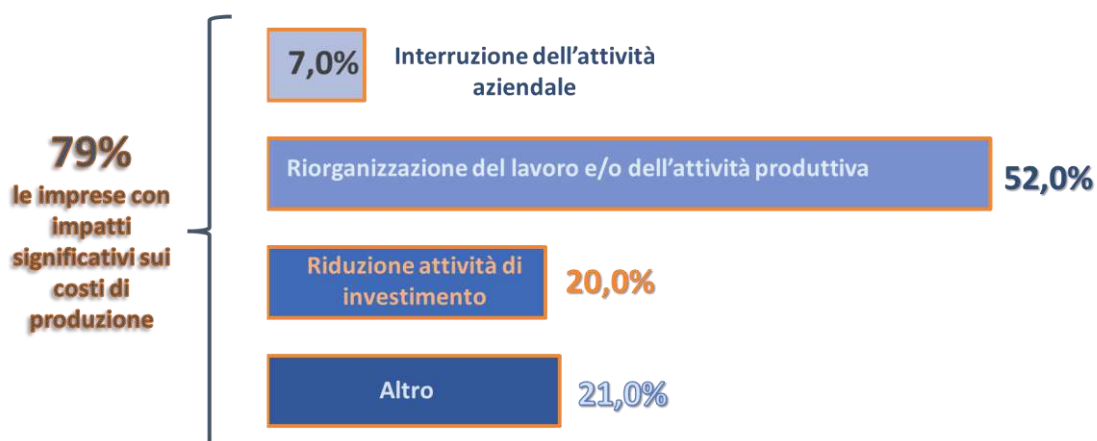 79%
le imprese con
impatti
significativi sui
costi di
produzione
7,0%
Interruzione dell’attività
aziendale
Riorganizzazione del lavoro e/o dell’attività produttiva
52,0%
Riduzione attività di
investimento
20,0%
Altro
21,0%